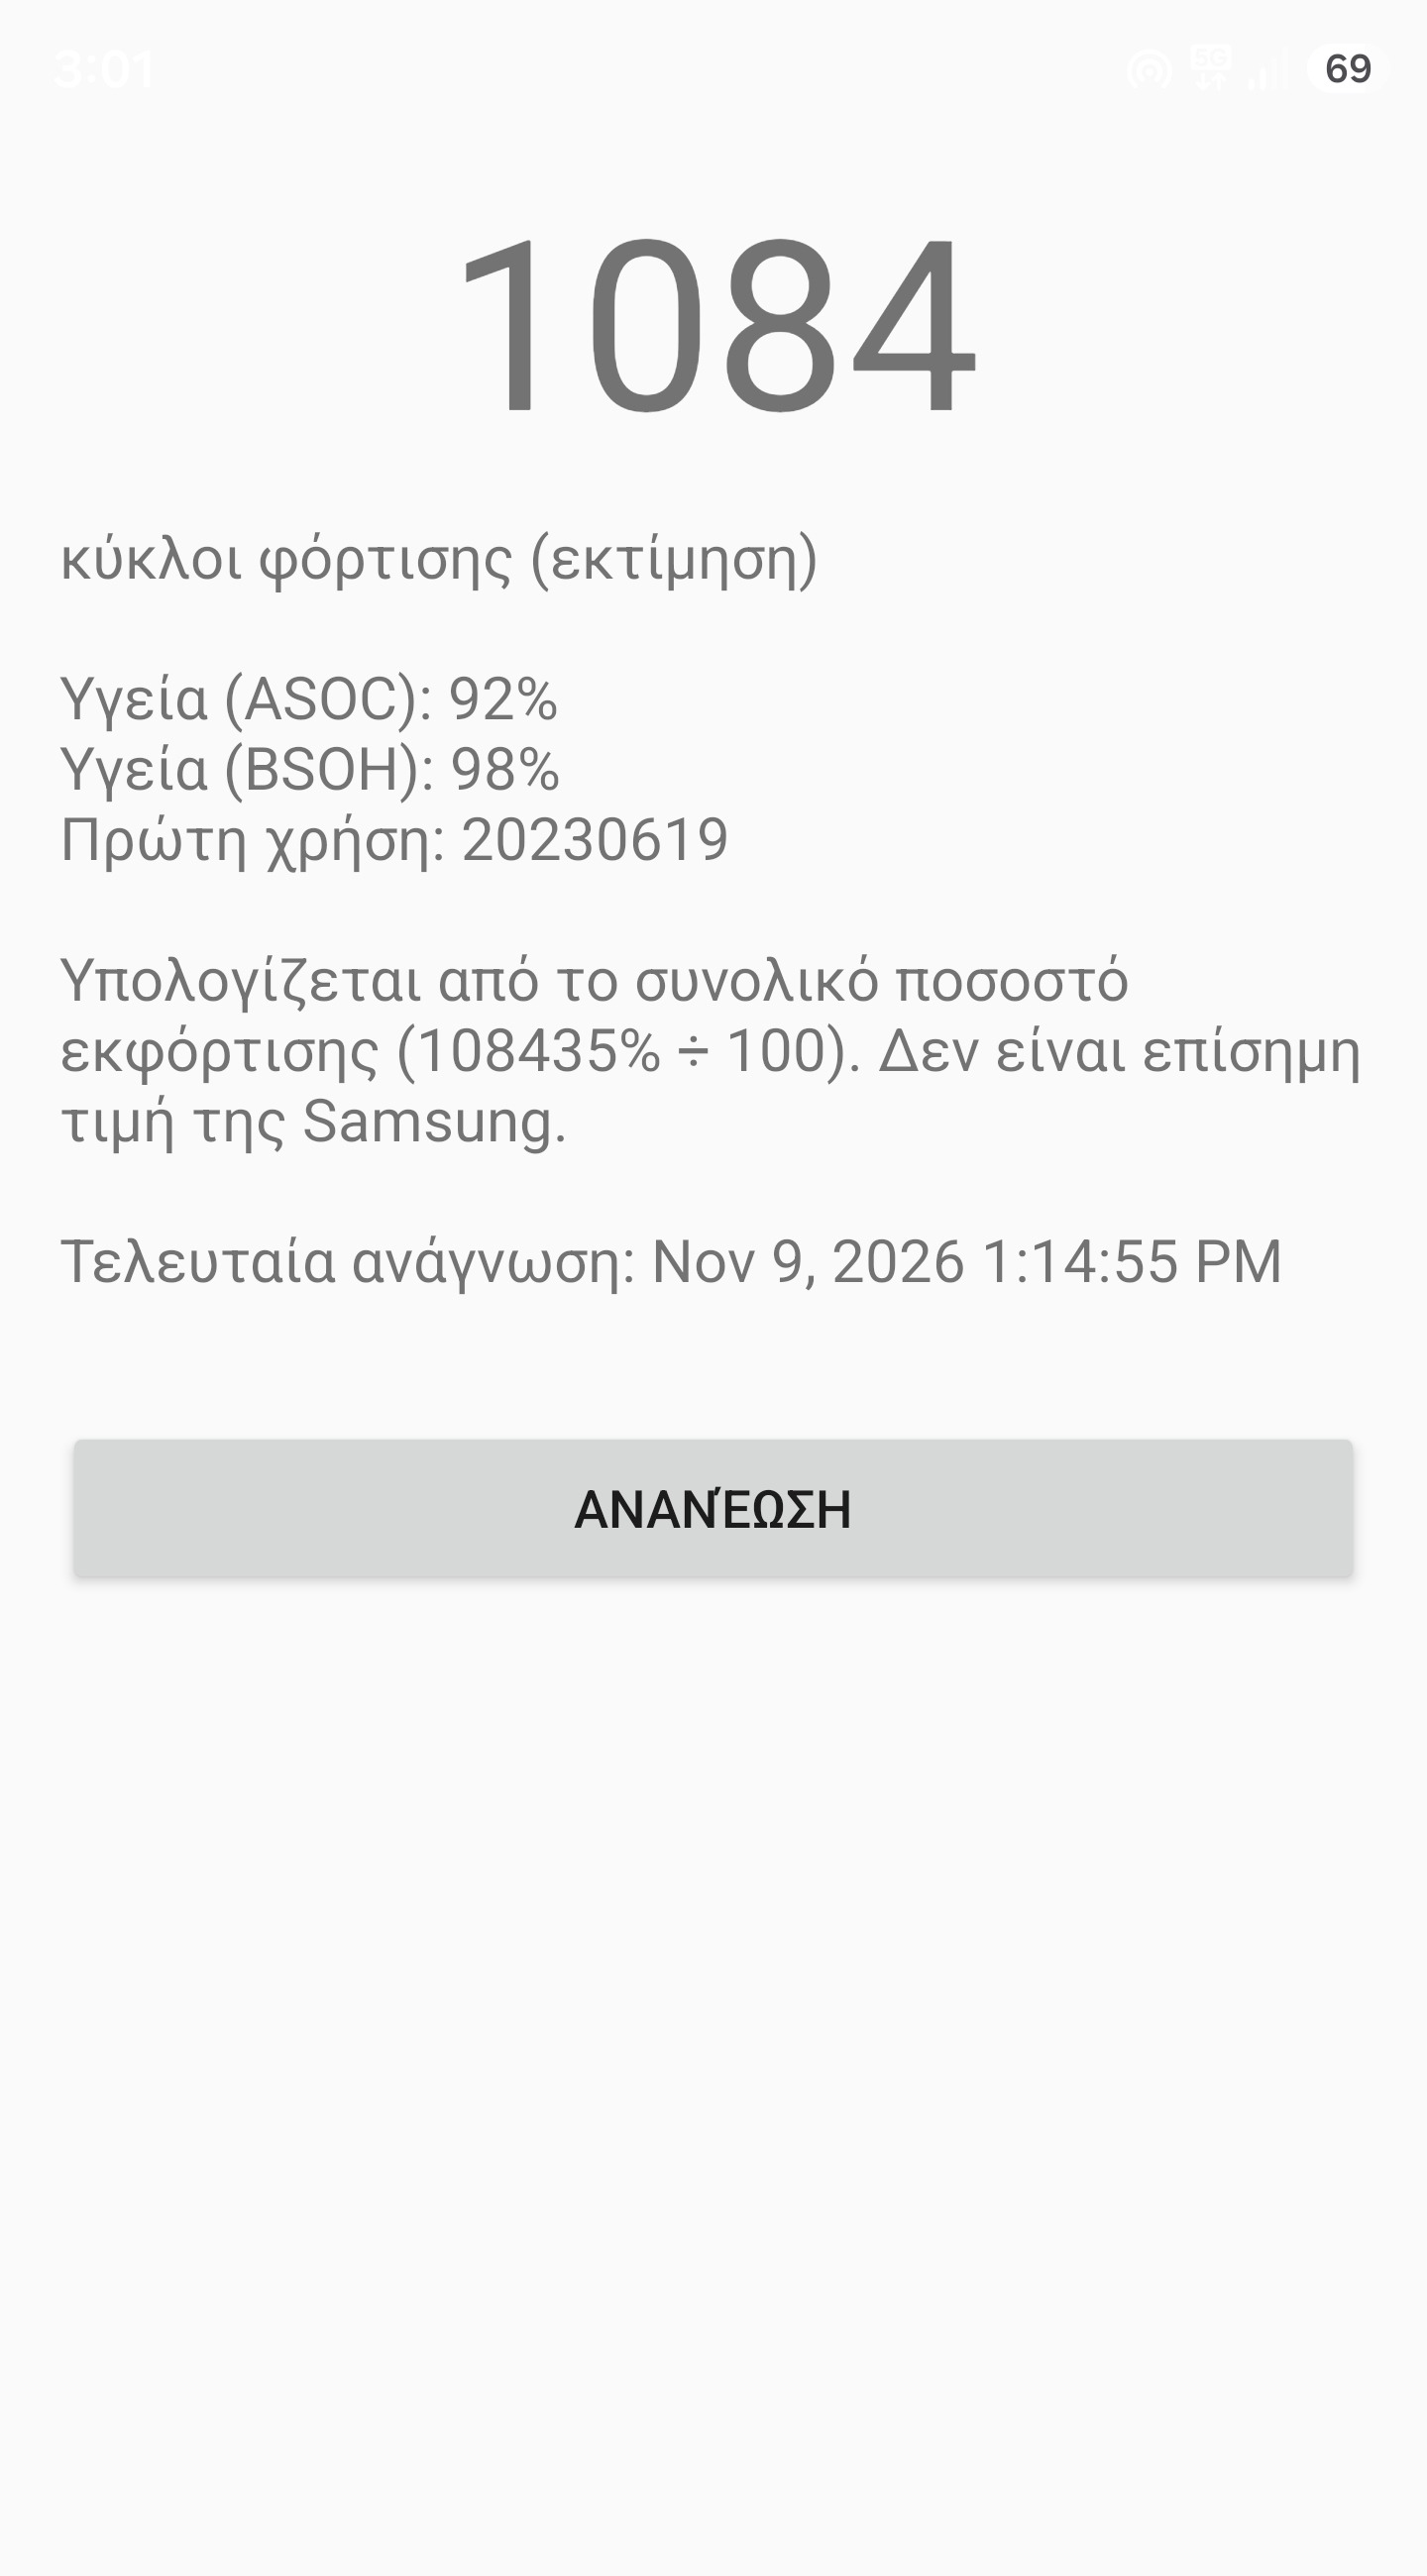 3:01
5G
69
1084
κύκλοι φόρτισης (εκτίμηση)
Υγεία (ASOC): 92%
Υγεία (BSOH): 98%
Πρώτη χρήση: 20230619
Υπολογίζεται από το συνολικό ποσοστό
εκφόρτισης (108435% ÷ 100). Δεν είναι επίσημη
τιμή της Samsung.
Τελευταία ανάγνωση: Nov 9, 2026 1:14:55 PM
ΑΝΑΝΈΩΣΗ